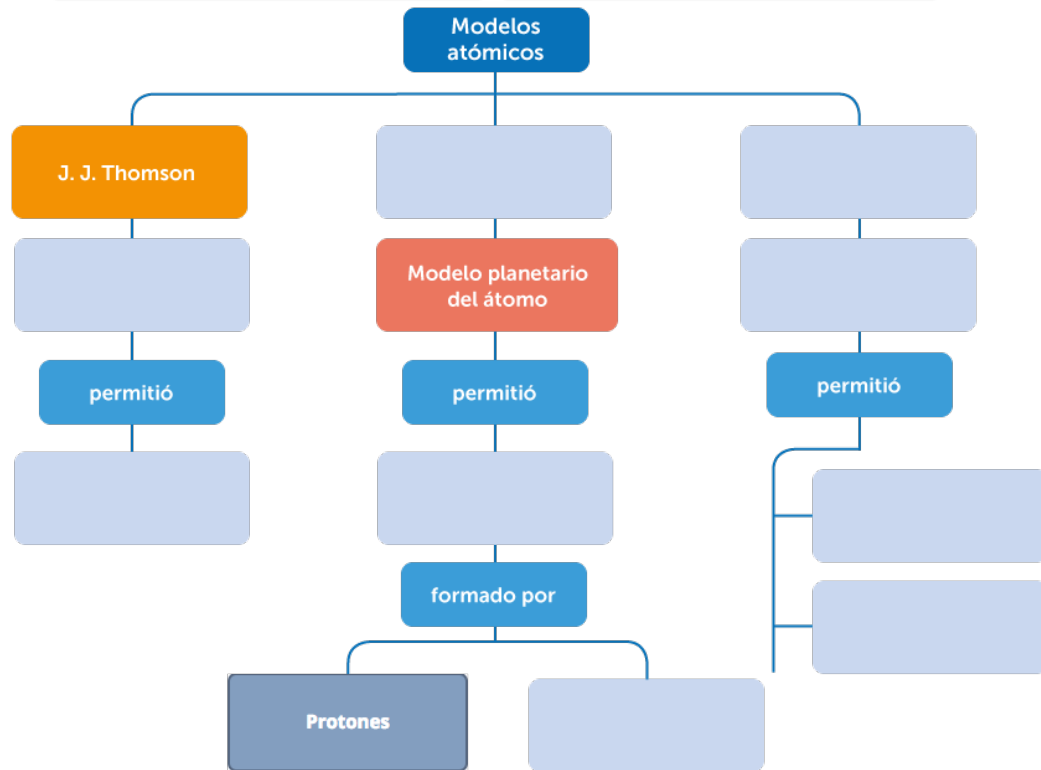 Modelos
atómicos
J. J. Thomson
Modelo planetario
del átomo
permitió
permitió
permitió
formado por
Protones